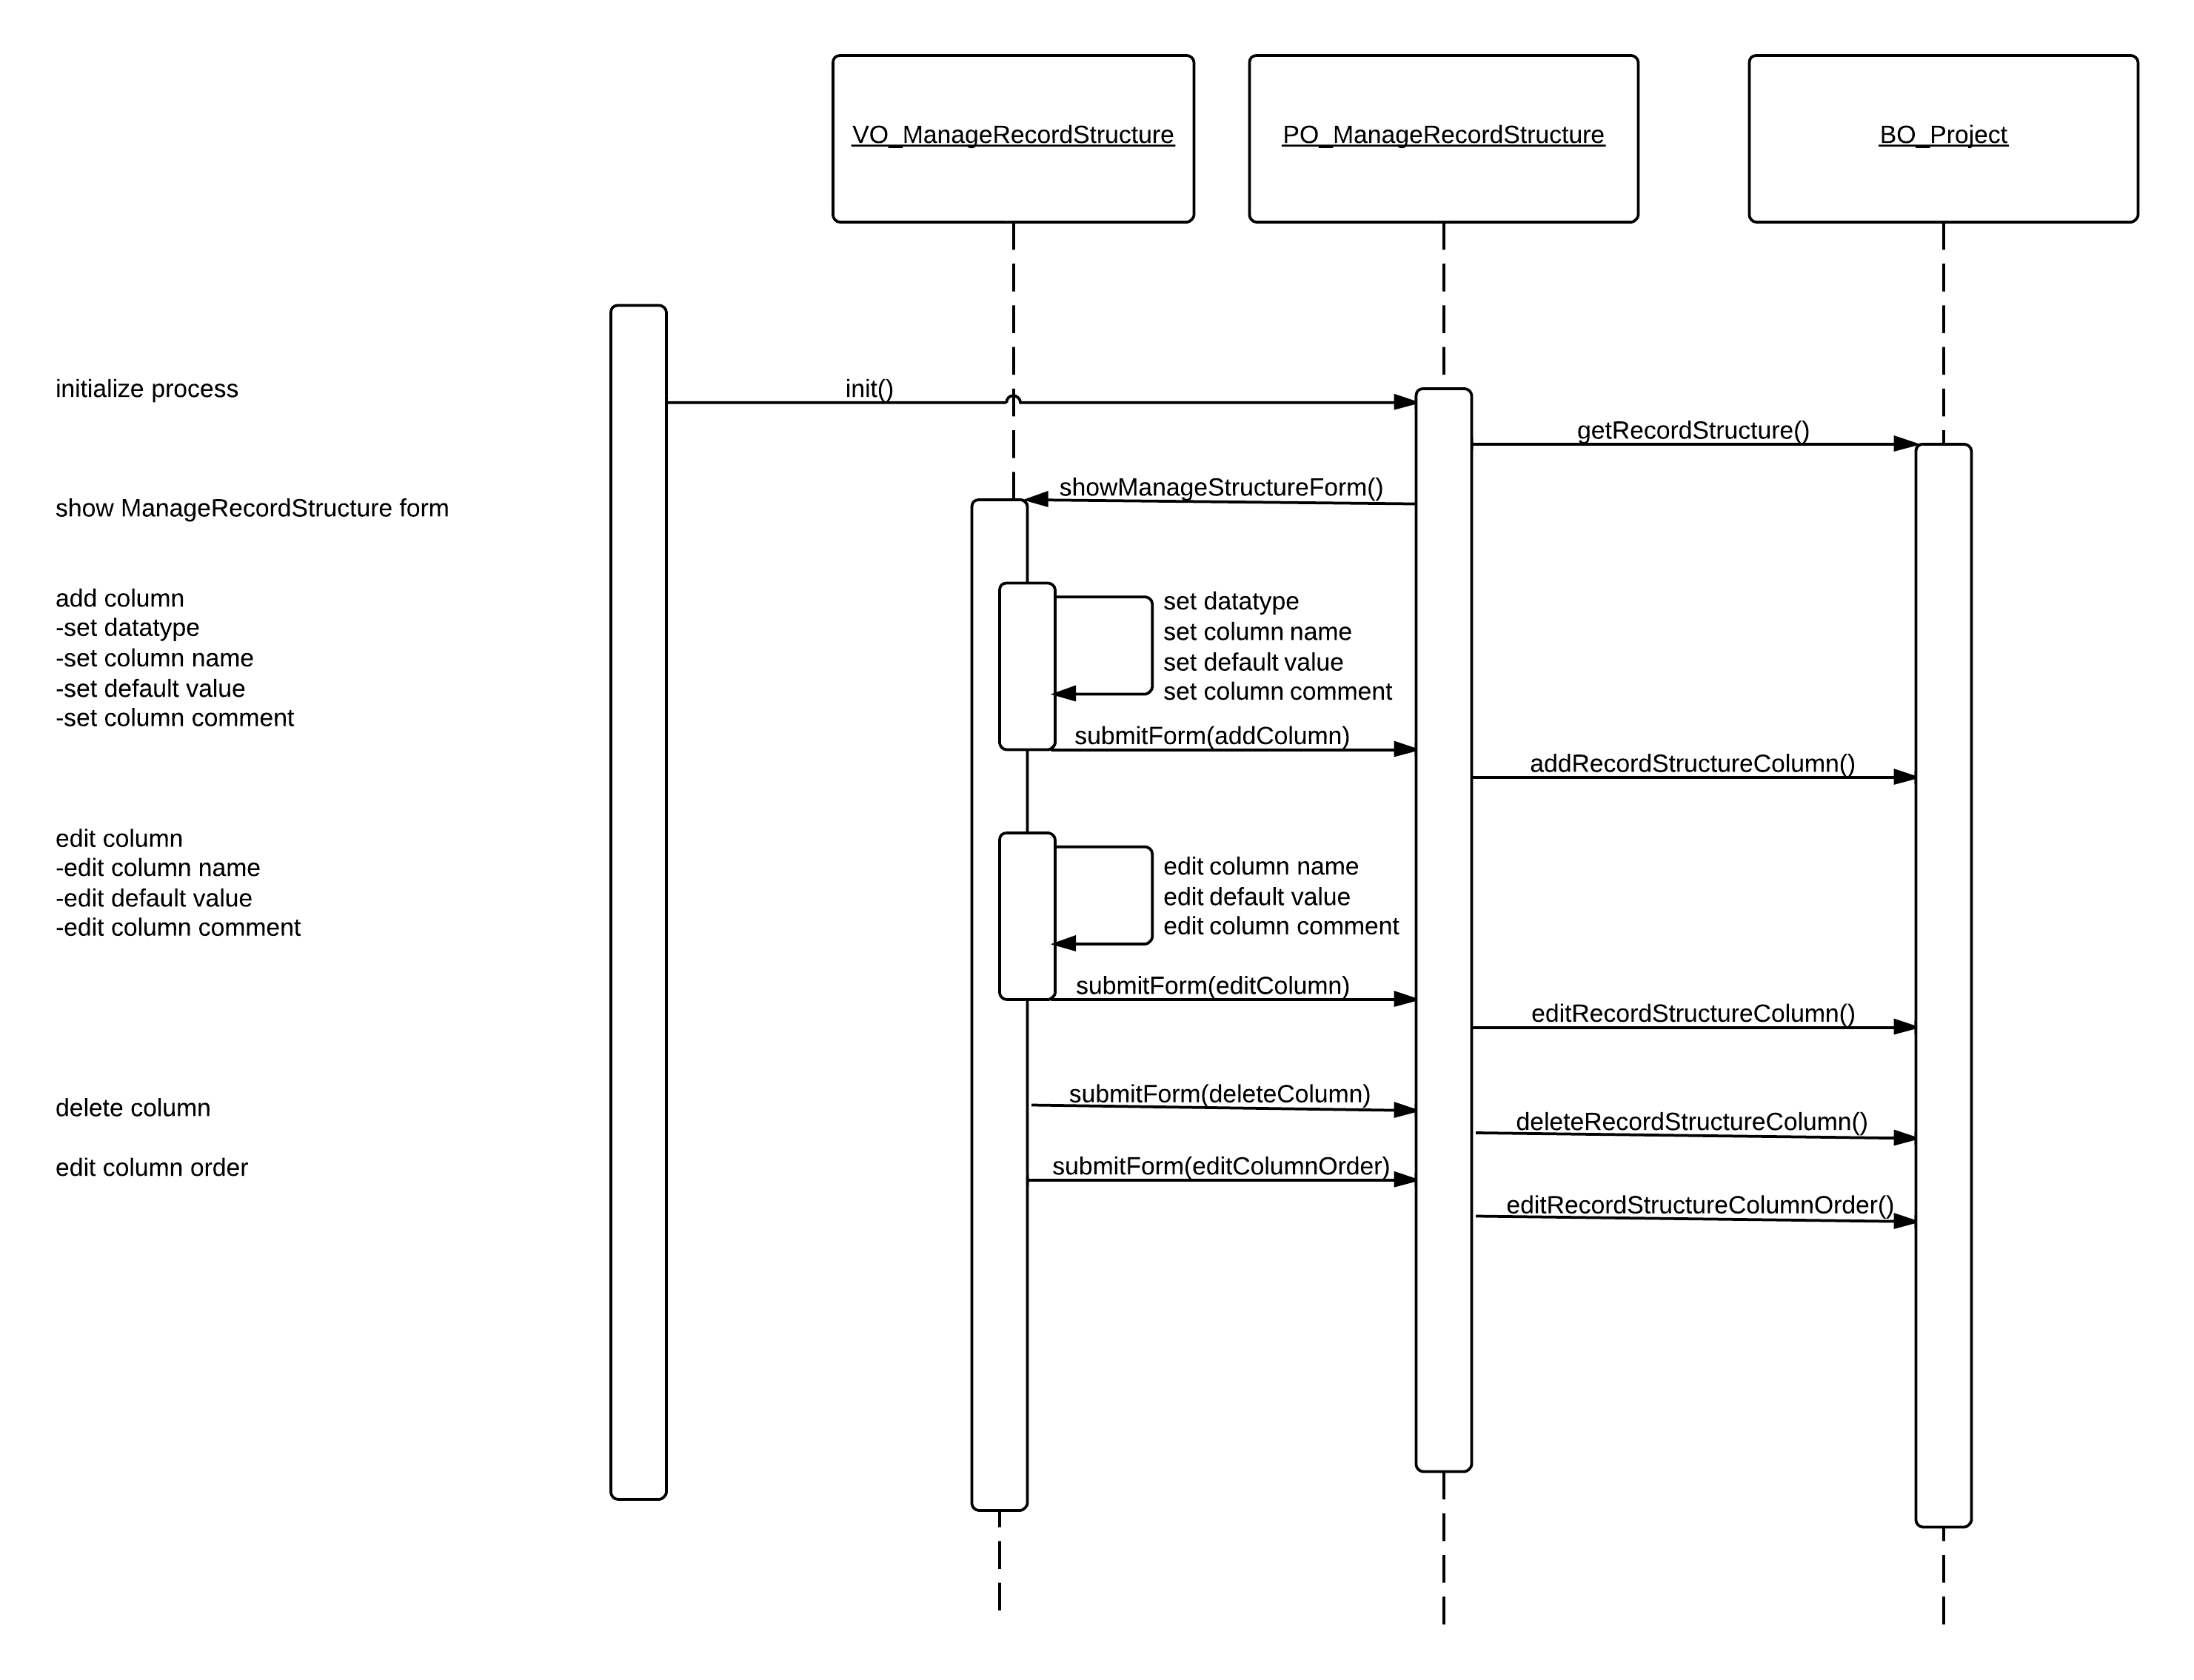 VO_ManageRecordStructure
PO_ManageRecordStructure
BO_Project
initialize process
init()
getRecordStructure()
showManageStructureForm()
show ManageRecordStructure form
add column
-set datatype
-set column name
-set default value
-set column comment
set datatype
set column name
set default value
set column comment
submitForm(addColumn)
addRecordStructureColumn()
edit column
-edit column name
-edit default value
-edit column comment
edit column name
edit default value
edit column comment
submitForm(editColumn)
editRecordStructureColumn()
delete column
submitForm(deleteColumn)
deleteRecordStructureColumn()
edit column order
submitForm(editColumnOrder)
editRecordStructureColumnOrder()